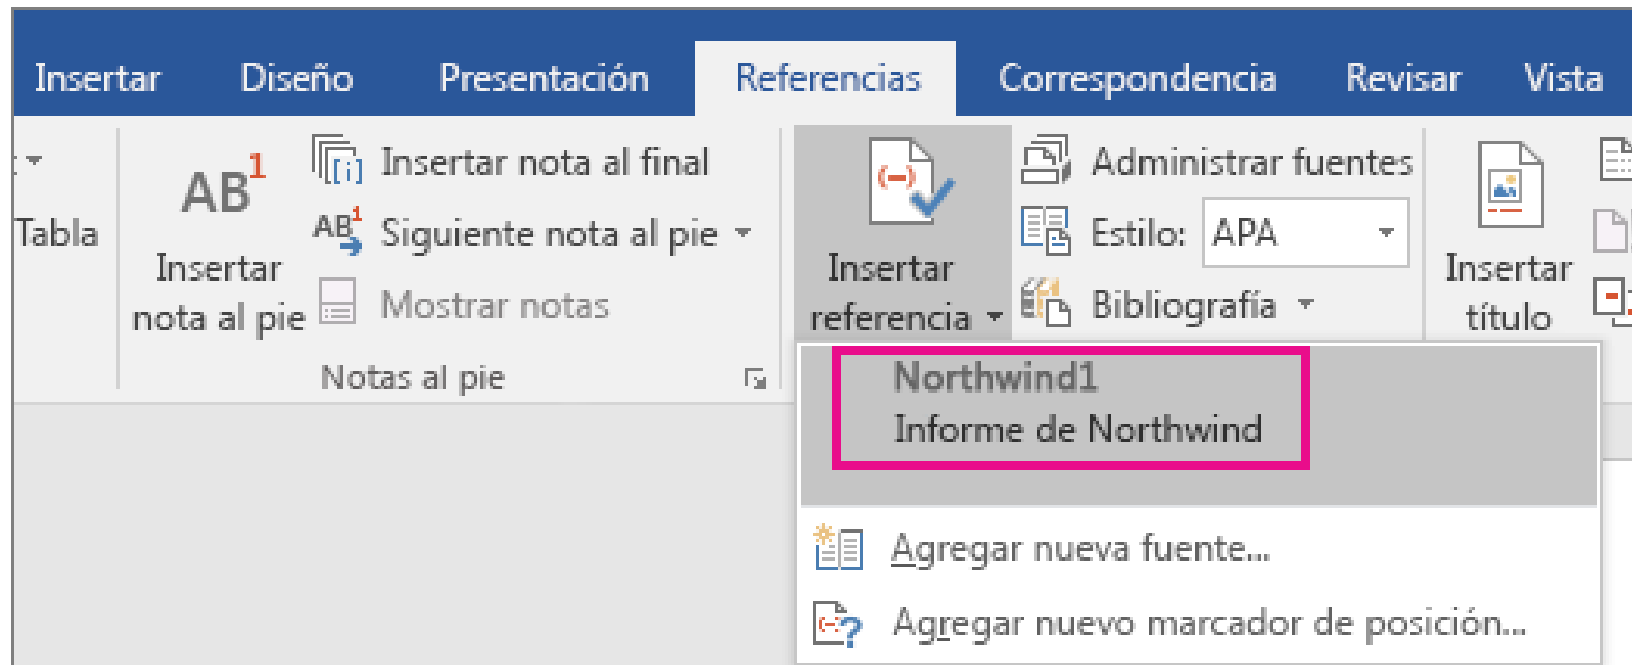 Insertar Diseño Presentación Referencias Correspondencia Revisar Vista
Tabla
AB1
Insertar
nota al pie
[i] Insertar nota al final
AB1 Siguiente nota al pie
Mostrar notas
Notas al pie
(-)
Insertar
referencia
Administrar fuentes
Estilo: APA
Bibliografía
Insertar
título
Northwind1
Informe de Northwind
Agregar nueva fuente...
Agregar nuevo marcador de posición...